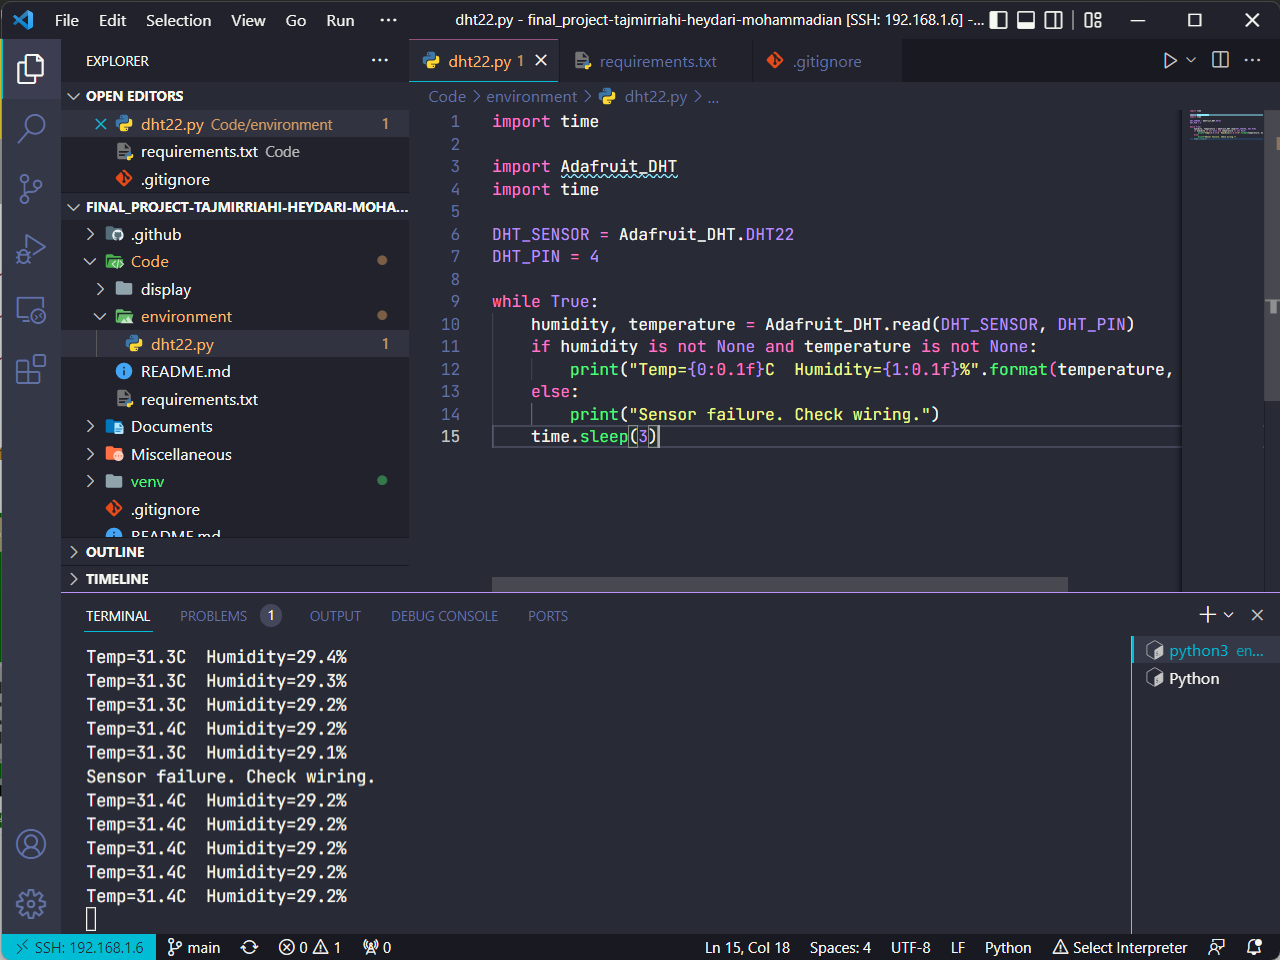 File Edit Selection View Go Run ···
dht22.py - final_project-tajmirriahi-heydari-mohammadian [SSH: 192.168.1.6] -...
EXPLORER ···
OPEN EDITORS
dht22.py Code/environment 1
requirements.txt Code
.gitignore
FINAL_PROJECT-TAJMIRRIAHI-HEYDARI-MOHA...
.github
Code
display
environment
dht22.py 1
README.md
requirements.txt
Documents
Miscellaneous
venv
.gitignore
README.md
OUTLINE
TIMELINE
dht22.py 1
requirements.txt
.gitignore
Code > environment > dht22.py > ...
1 import time
2
3 import Adafruit_DHT
4 import time
5
6 DHT_SENSOR = Adafruit_DHT.DHT22
7 DHT_PIN = 4
8
9 while True:
10 humidity, temperature = Adafruit_DHT.read(DHT_SENSOR, DHT_PIN)
11 if humidity is not None and temperature is not None:
12 print("Temp={0:0.1f}C  Humidity={1:0.1f}%".format(temperature,
13 else:
14 print("Sensor failure. Check wiring.")
15 time.sleep(3)
TERMINAL PROBLEMS 1 OUTPUT DEBUG CONSOLE PORTS
Temp=31.3C  Humidity=29.4%
Temp=31.3C  Humidity=29.3%
Temp=31.3C  Humidity=29.2%
Temp=31.4C  Humidity=29.2%
Temp=31.3C  Humidity=29.1%
Sensor failure. Check wiring.
Temp=31.4C  Humidity=29.2%
Temp=31.4C  Humidity=29.2%
Temp=31.4C  Humidity=29.2%
Temp=31.4C  Humidity=29.2%
Temp=31.4C  Humidity=29.2%
python3 en...
Python
SSH: 192.168.1.6 main 0 1 0
Ln 15, Col 18 Spaces: 4 UTF-8 LF Python Select Interpreter